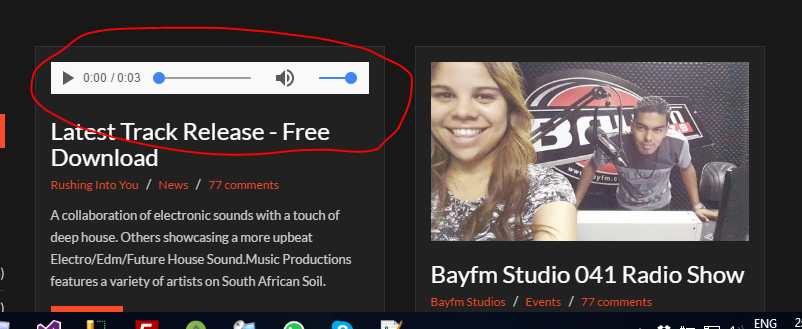 0:00 / 0:03
Latest Track Release - Free
Download
Rushing Into You / News / 77 comments
A collaboration of electronic sounds with a touch of
deep house. Others showcasing a more upbeat
Electro/Edm/Future House Sound.Music Productions
features a variety of artists on South African Soil.
Bayfm Studio 041 Radio Show
Bayfm Studios / Events / 77 comments
)
)
ENG